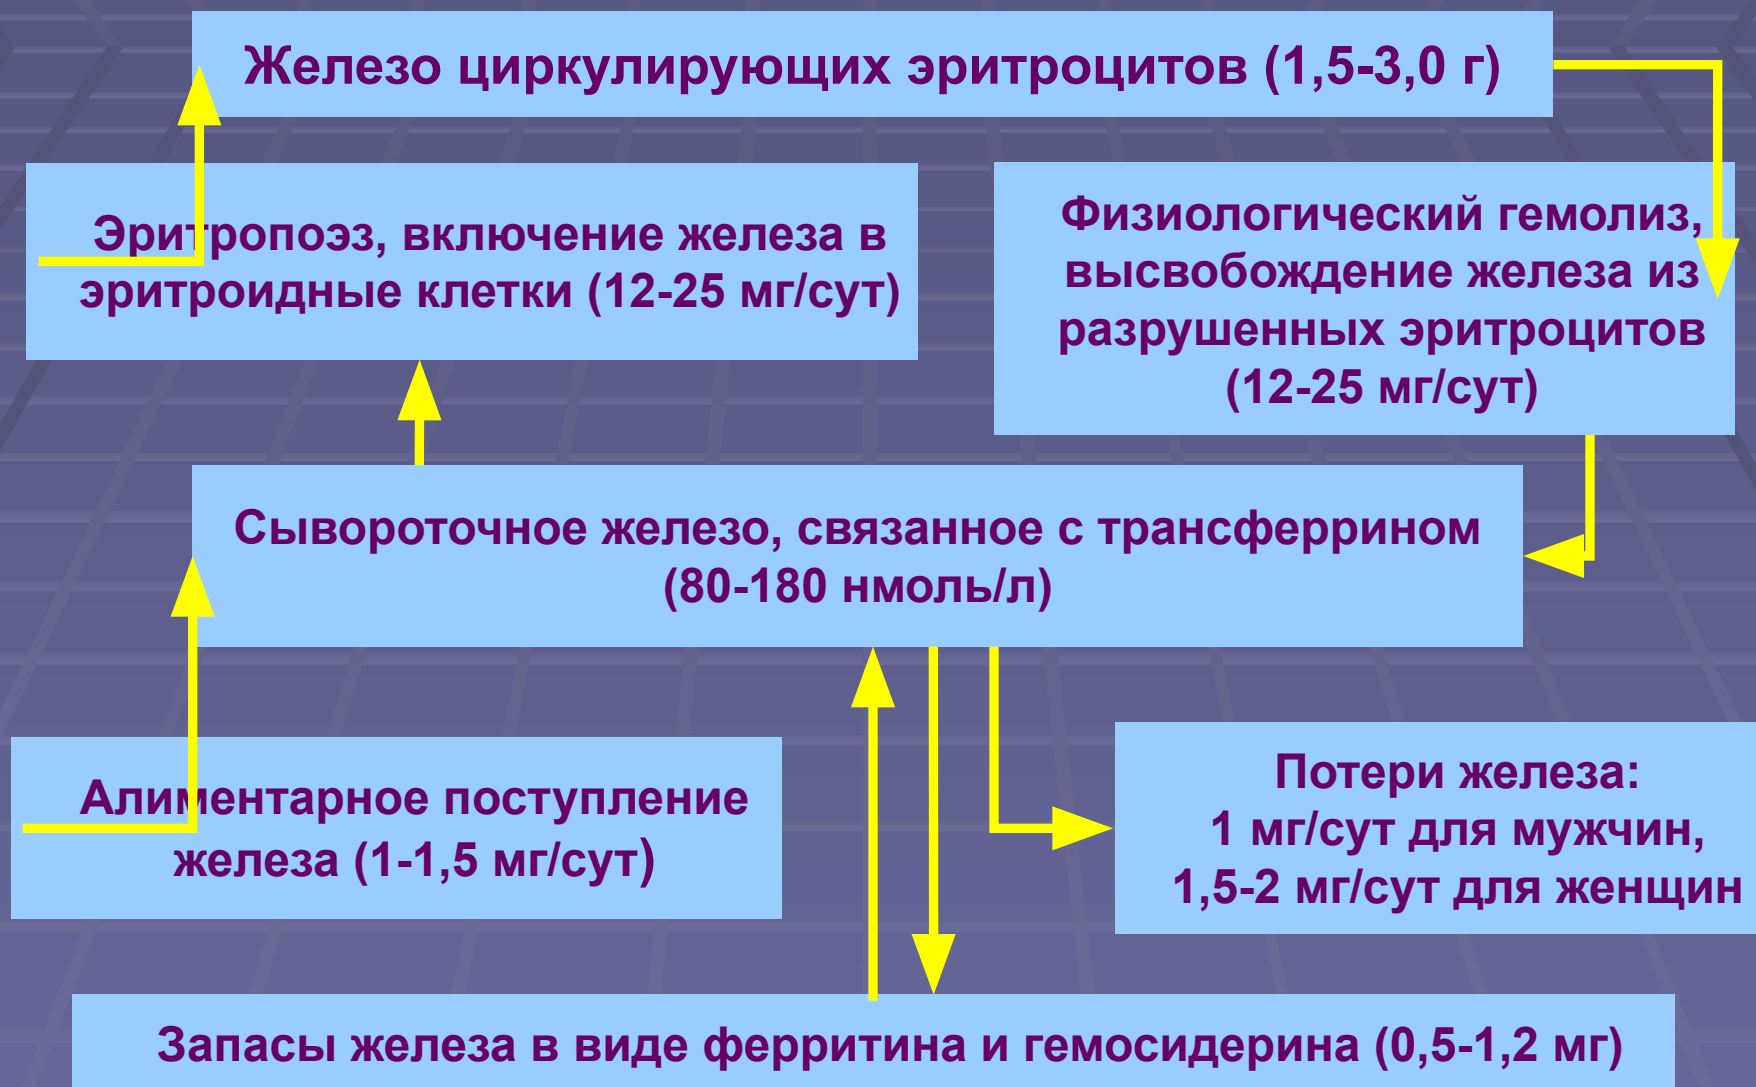 Железо циркулирующих эритроцитов (1,5-3,0 г)
Эритропоэз, включение железа в
эритроидные клетки (12-25 мг/сут)
Физиологический гемолиз,
высвобождение железа из
разрушенных эритроцитов
(12-25 мг/сут)
Сывороточное железо, связанное с трансферрином
(80-180 нмоль/л)
Алиментарное поступление
железа (1-1,5 мг/сут)
Потери железа:
1 мг/сут для мужчин,
1,5-2 мг/сут для женщин
Запасы железа в виде ферритина и гемосидерина (0,5-1,2 мг)